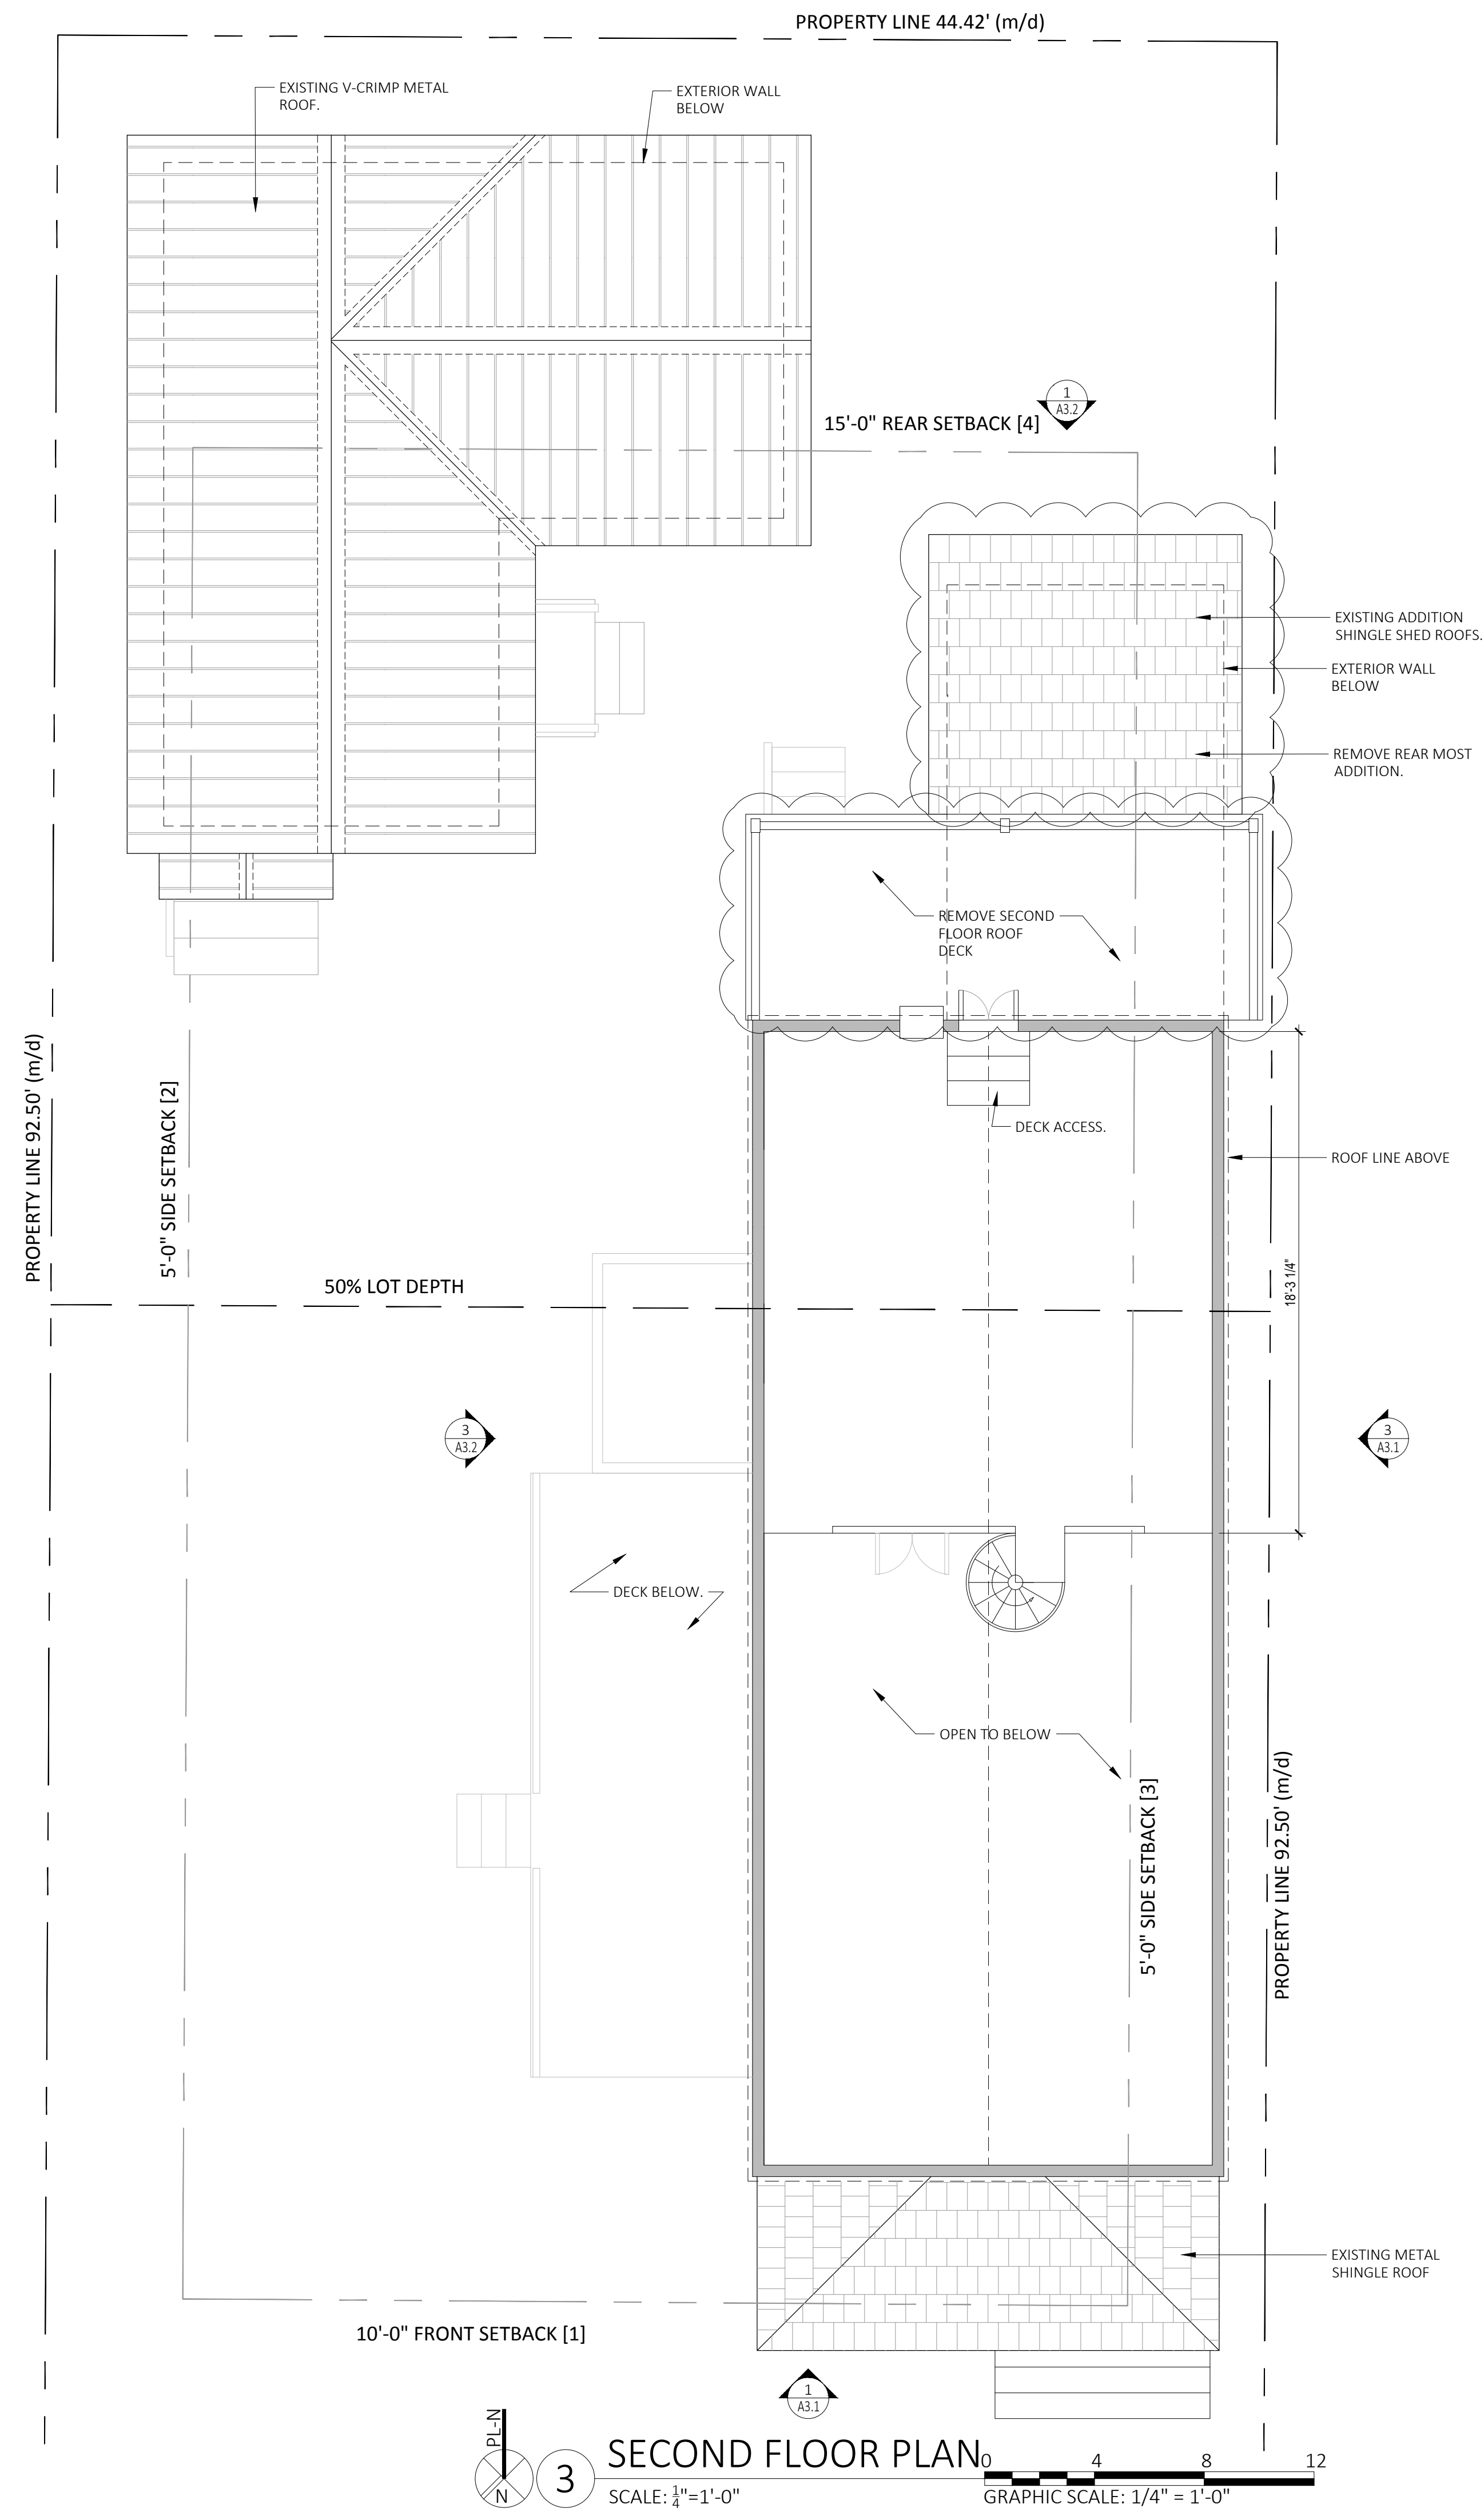 PROPERTY LINE 44.42' (m/d)
EXISTING V-CRIMP METAL
ROOF.
EXTERIOR WALL
BELOW
1
A3.2
15'-0" REAR SETBACK [4]
EXISTING ADDITION
SHINGLE SHED ROOFS.
EXTERIOR WALL
BELOW
REMOVE REAR MOST
ADDITION.
REMOVE SECOND
FLOOR ROOF
DECK
PROPERTY LINE 92.50' (m/d)
5'-0" SIDE SETBACK [2]
DECK ACCESS.
ROOF LINE ABOVE
50% LOT DEPTH
18'-3 1/4"
3
A3.2
3
A3.1
DECK BELOW.
OPEN TO BELOW
5'-0" SIDE SETBACK [3]
PROPERTY LINE 92.50' (m/d)
EXISTING METAL
SHINGLE ROOF
10'-0" FRONT SETBACK [1]
1
A3.1
PL-N
N
3
SECOND FLOOR PLAN
SCALE: 1/4"=1'-0"
0 4 8 12
GRAPHIC SCALE: 1/4" = 1'-0"